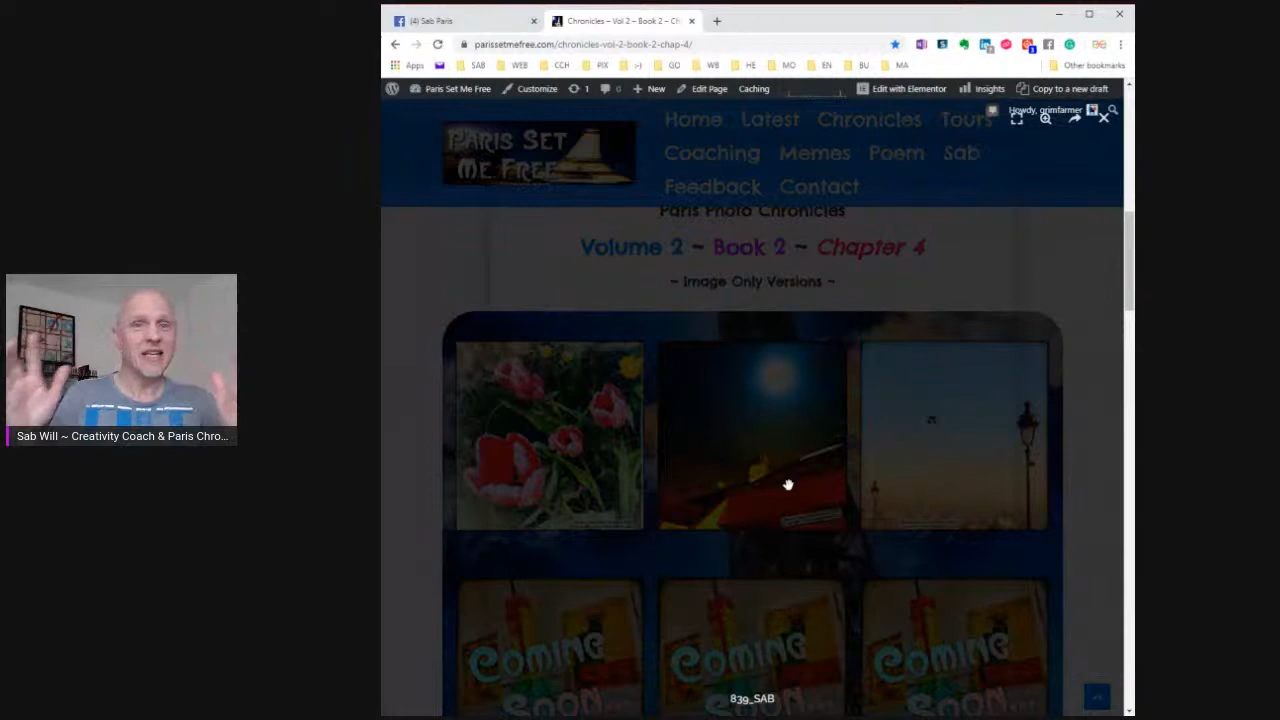 (4) Sab Paris
Chronicles – Vol 2 – Book 2 – Ch
parissetmefree.com/chronicles-vol-2-book-2-chap-4/
Apps
SAB
WEB
CCH
PIX
:-)
GO
WB
HE
MO
EN
BU
MA
Other bookmarks
Paris Set Me Free
Customize
1
0
New
Edit Page
Caching
Edit with Elementor
Insights
Copy to a new draft
Howdy, grimfarmer
PARIS SET
ME FREE
Home Latest Chronicles Tours
Coaching Memes Poem Sab
Feedback Contact
Paris Photo Chronicles
Volume 2 ~ Book 2 ~ Chapter 4
~ Image Only Versions ~
Sab Will ~ Creativity Coach & Paris Chro...
COMING
SOON...
COMING
SOON...
COMING
SOON...
839_SAB